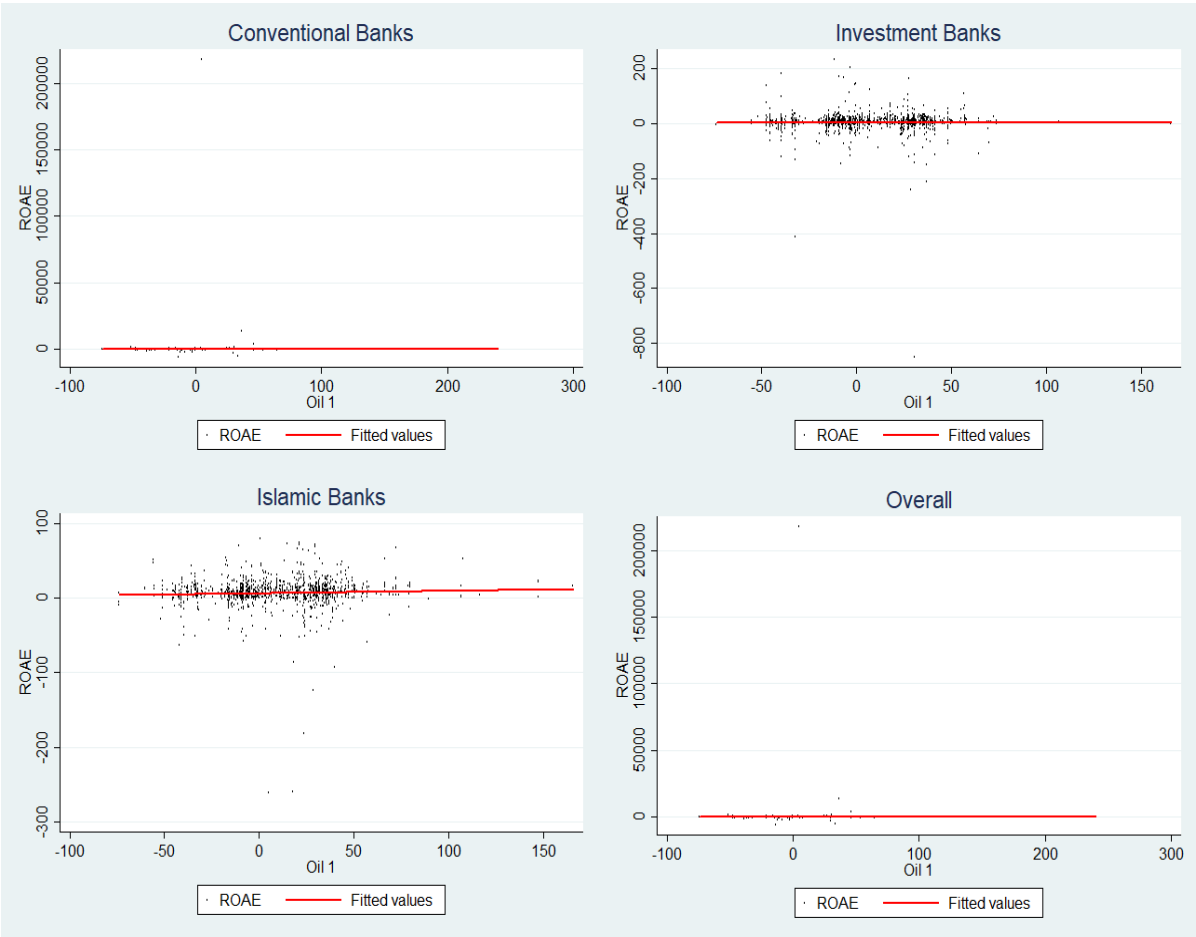 Conventional Banks
ROAE
0
50000
100000
150000
200000
-100
0
100
200
300
Oil 1
ROAE
Fitted values
Investment Banks
ROAE
-800
-600
-400
-200
0
200
-100
-50
0
50
100
150
Oil 1
ROAE
Fitted values
Islamic Banks
ROAE
-300
-200
-100
0
100
-100
-50
0
50
100
150
Oil 1
ROAE
Fitted values
Overall
ROAE
0
50000
100000
150000
200000
-100
0
100
200
300
Oil 1
ROAE
Fitted values